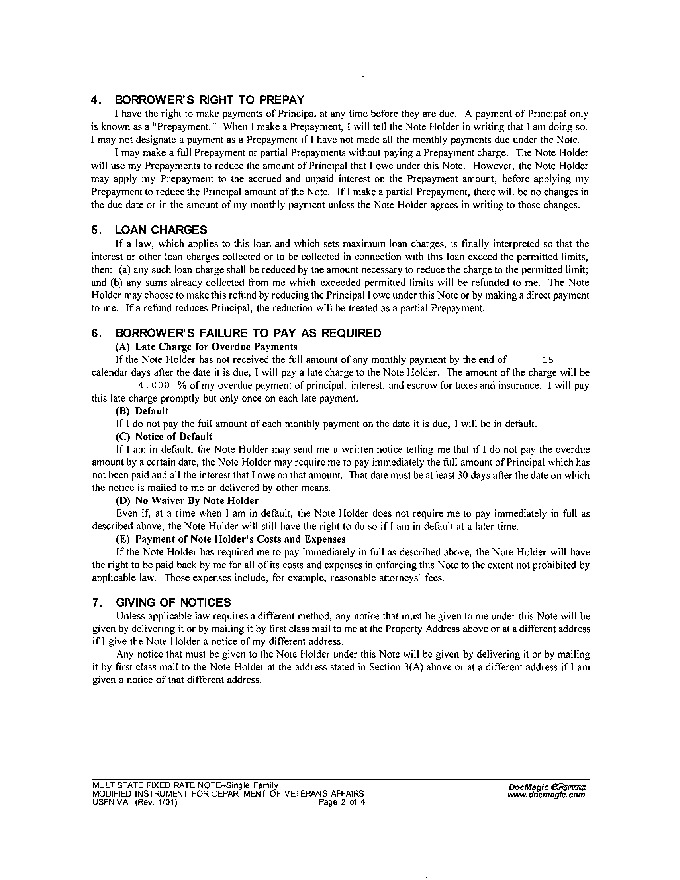 4. BORROWER'S RIGHT TO PREPAY
I have the right to make payments of Principal at any time before they are due. A payment of Principal only
is known as a "Prepayment." When I make a Prepayment, I will tell the Note Holder in writing that I am doing so.
I may not designate a payment as a Prepayment if I have not made all the monthly payments due under the Note.
I may make a full Prepayment or partial Prepayments without paying a Prepayment charge. The Note Holder
will use my Prepayments to reduce the amount of Principal that I owe under this Note. However, the Note Holder
may apply my Prepayment to the accrued and unpaid interest on the Prepayment amount, before applying my
Prepayment to reduce the Principal amount of the Note. If I make a partial Prepayment, there will be no changes in
the due date or in the amount of my monthly payment unless the Note Holder agrees in writing to those changes.
5. LOAN CHARGES
If a law, which applies to this loan and which sets maximum loan charges, is finally interpreted so that the
interest or other loan charges collected or to be collected in connection with this loan exceed the permitted limits,
then: (a) any such loan charge shall be reduced by the amount necessary to reduce the charge to the permitted limit;
and (b) any sums already collected from me which exceeded permitted limits will be refunded to me. The Note
Holder may choose to make this refund by reducing the Principal I owe under this Note or by making a direct payment
to me. If a refund reduces Principal, the reduction will be treated as a partial Prepayment.
6. BORROWER'S FAILURE TO PAY AS REQUIRED
(A) Late Charge for Overdue Payments
If the Note Holder has not received the full amount of any monthly payment by the end of 15
calendar days after the date it is due, I will pay a late charge to the Note Holder. The amount of the charge will be
4.000 % of my overdue payment of principal, interest, and escrow for taxes and insurance. I will pay
this late charge promptly but only once on each late payment.
(B) Default
If I do not pay the full amount of each monthly payment on the date it is due, I will be in default.
(C) Notice of Default
If I am in default, the Note Holder may send me a written notice telling me that if I do not pay the overdue
amount by a certain date, the Note Holder may require me to pay immediately the full amount of Principal which has
not been paid and all the interest that I owe on that amount. That date must be at least 30 days after the date on which
the notice is mailed to me or delivered by other means.
(D) No Waiver By Note Holder
Even if, at a time when I am in default, the Note Holder does not require me to pay immediately in full as
described above, the Note Holder will still have the right to do so if I am in default at a later time.
(E) Payment of Note Holder's Costs and Expenses
If the Note Holder has required me to pay immediately in full as described above, the Note Holder will have
the right to be paid back by me for all of its costs and expenses in enforcing this Note to the extent not prohibited by
applicable law. Those expenses include, for example, reasonable attorneys' fees.
7. GIVING OF NOTICES
Unless applicable law requires a different method, any notice that must be given to me under this Note will be
given by delivering it or by mailing it by first class mail to me at the Property Address above or at a different address
if I give the Note Holder a notice of my different address.
Any notice that must be given to the Note Holder under this Note will be given by delivering it or by mailing
it by first class mail to the Note Holder at the address stated in Section 3(A) above or at a different address if I am
given a notice of that different address.
MULTISTATE FIXED RATE NOTE--Single Family
MODIFIED INSTRUMENT FOR DEPARTMENT OF VETERANS AFFAIRS
USFN.VA (Rev. 1/01) Page 2 of 4
DocMagic eForms
www.docmagic.com